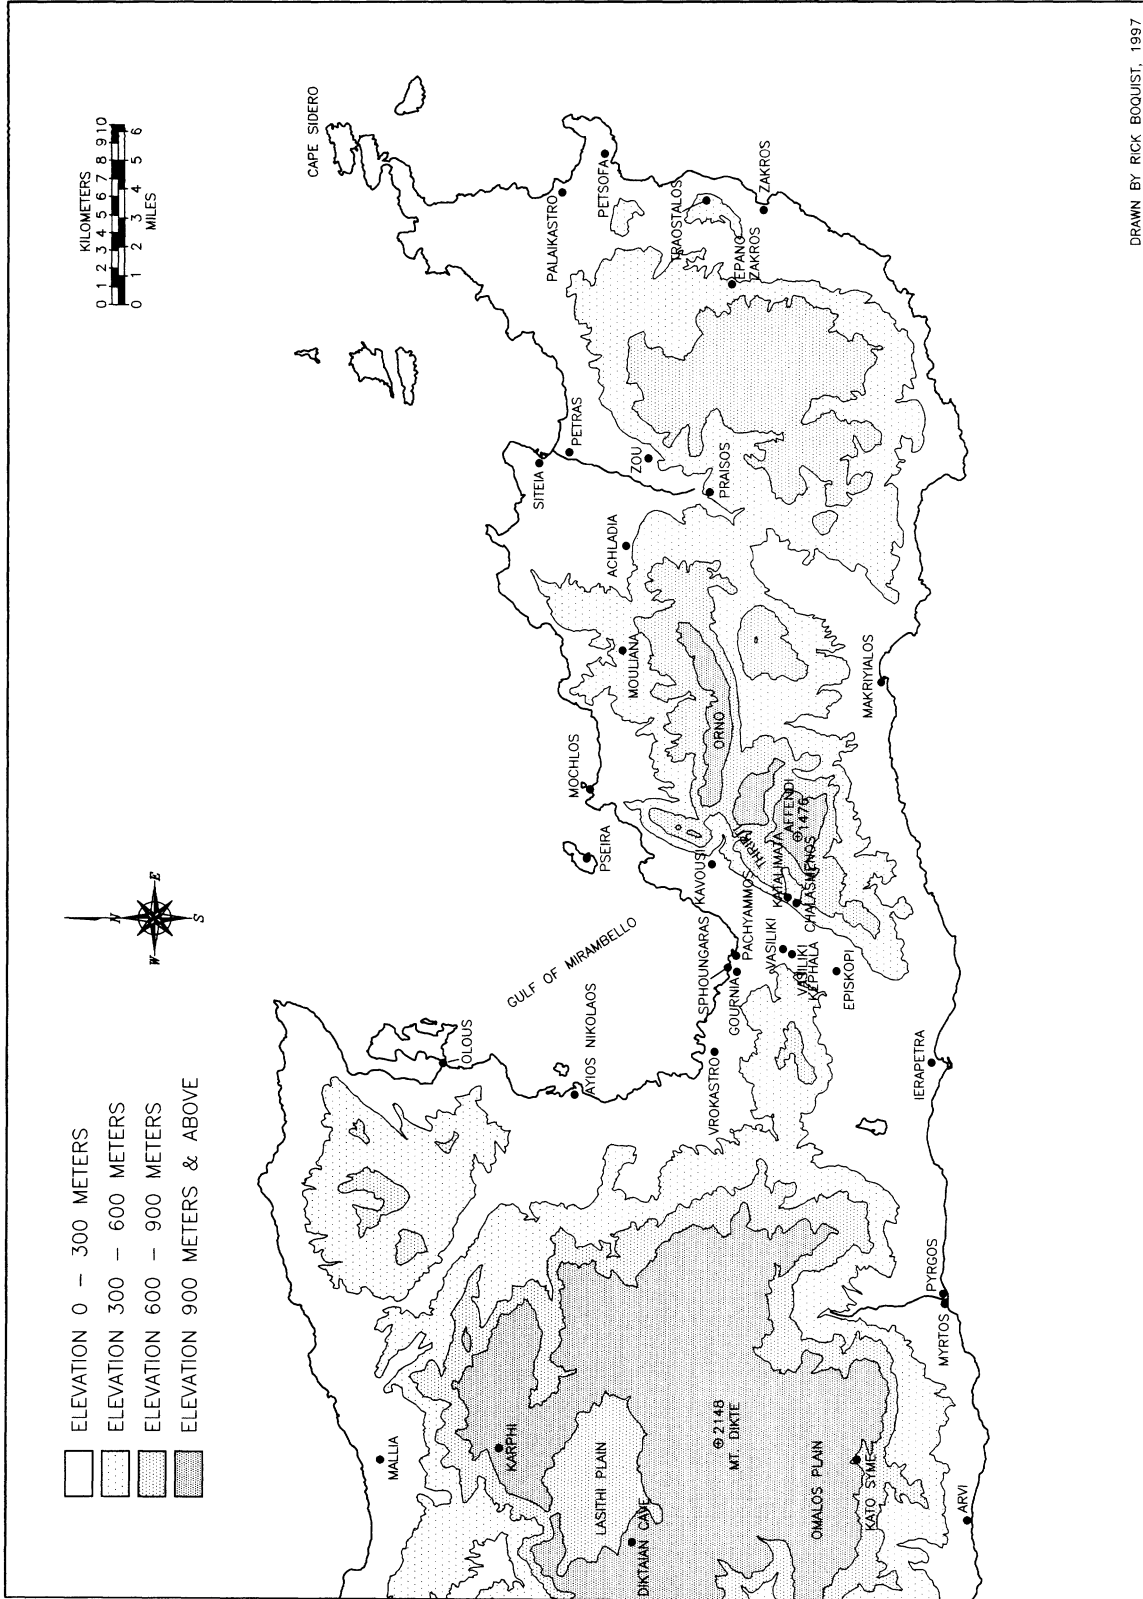 ELEVATION 0 – 300 METERS
ELEVATION 300 – 600 METERS
ELEVATION 600 – 900 METERS
ELEVATION 900 METERS & ABOVE
N
W
E
S
KILOMETERS
0 1 2 3 4 5 6 7 8 9 10
0 1 2 3 4 5 6
MILES
CAPE SIDERO
MALLIA
KARPHI
LASITHI PLAIN
DIKTAIAN CAVE
2148
MT. DIKTE
OMALOS PLAIN
KATO SYME
ARVI
MYRTOS
PYRGOS
OLOUS
AYIOS NIKOLAOS
GULF OF MIRAMBELLO
VROKASTRO
GOURNIA
SPHOUNGARAS
PACHYAMMOS
VASILIKI
VASILIKI
KEPHALA
EPISKOPI
IERAPETRA
KAVOUSI
THRIPTI
KATALIMATA
CHALASMENOS
AFFENDI
1476
PSEIRA
MOCHLOS
ORNO
MOULIANA
MAKRIYIALOS
ACHLADIA
SITEIA
PETRAS
ZOU
PRAISOS
PALAIKASTRO
PETSOFA
TRAOSTALOS
EPANO
ZAKROS
ZAKROS
DRAWN BY RICK BOQUIST, 1997